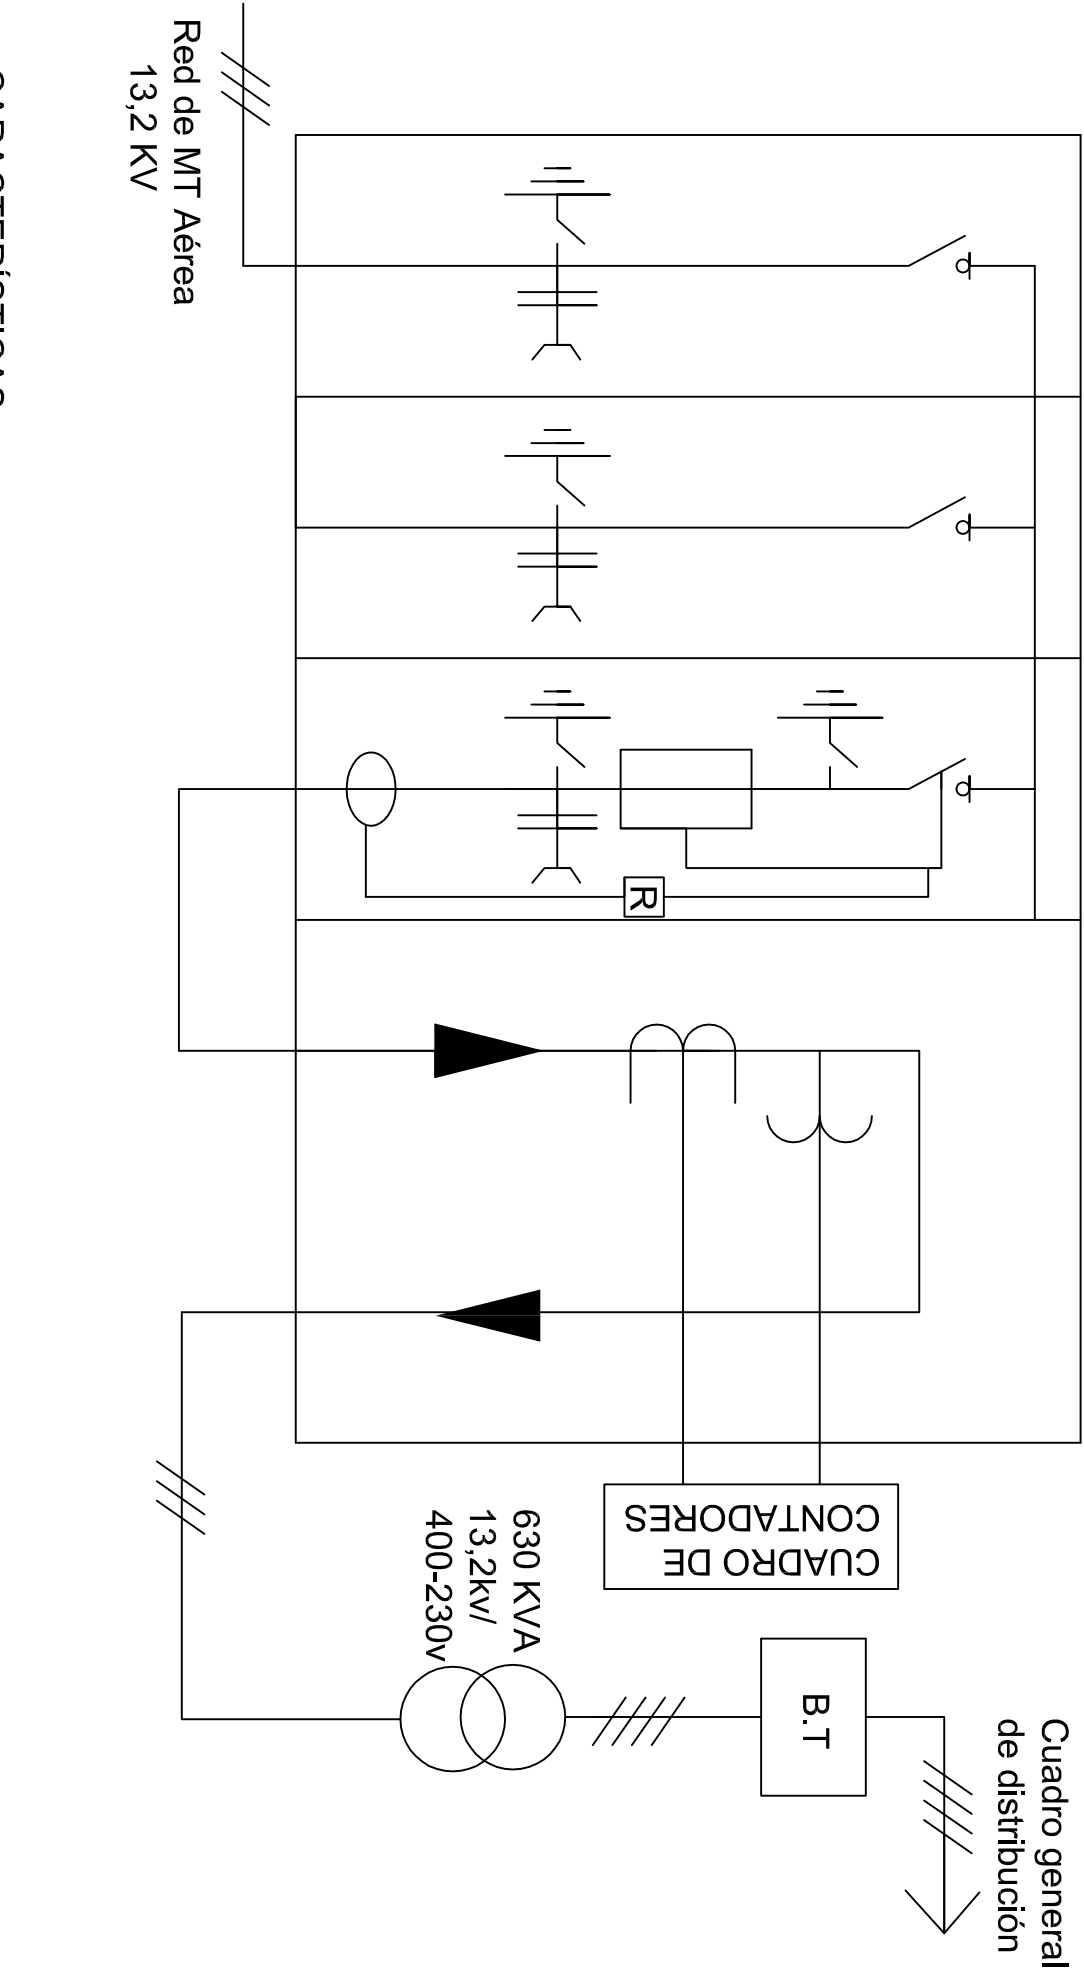 Red de MT Aérea
13,2 KV
R
CUADRO DE
CONTADORES
630 KVA
13,2kv/
400-230v
B.T
Cuadro general
de distribución